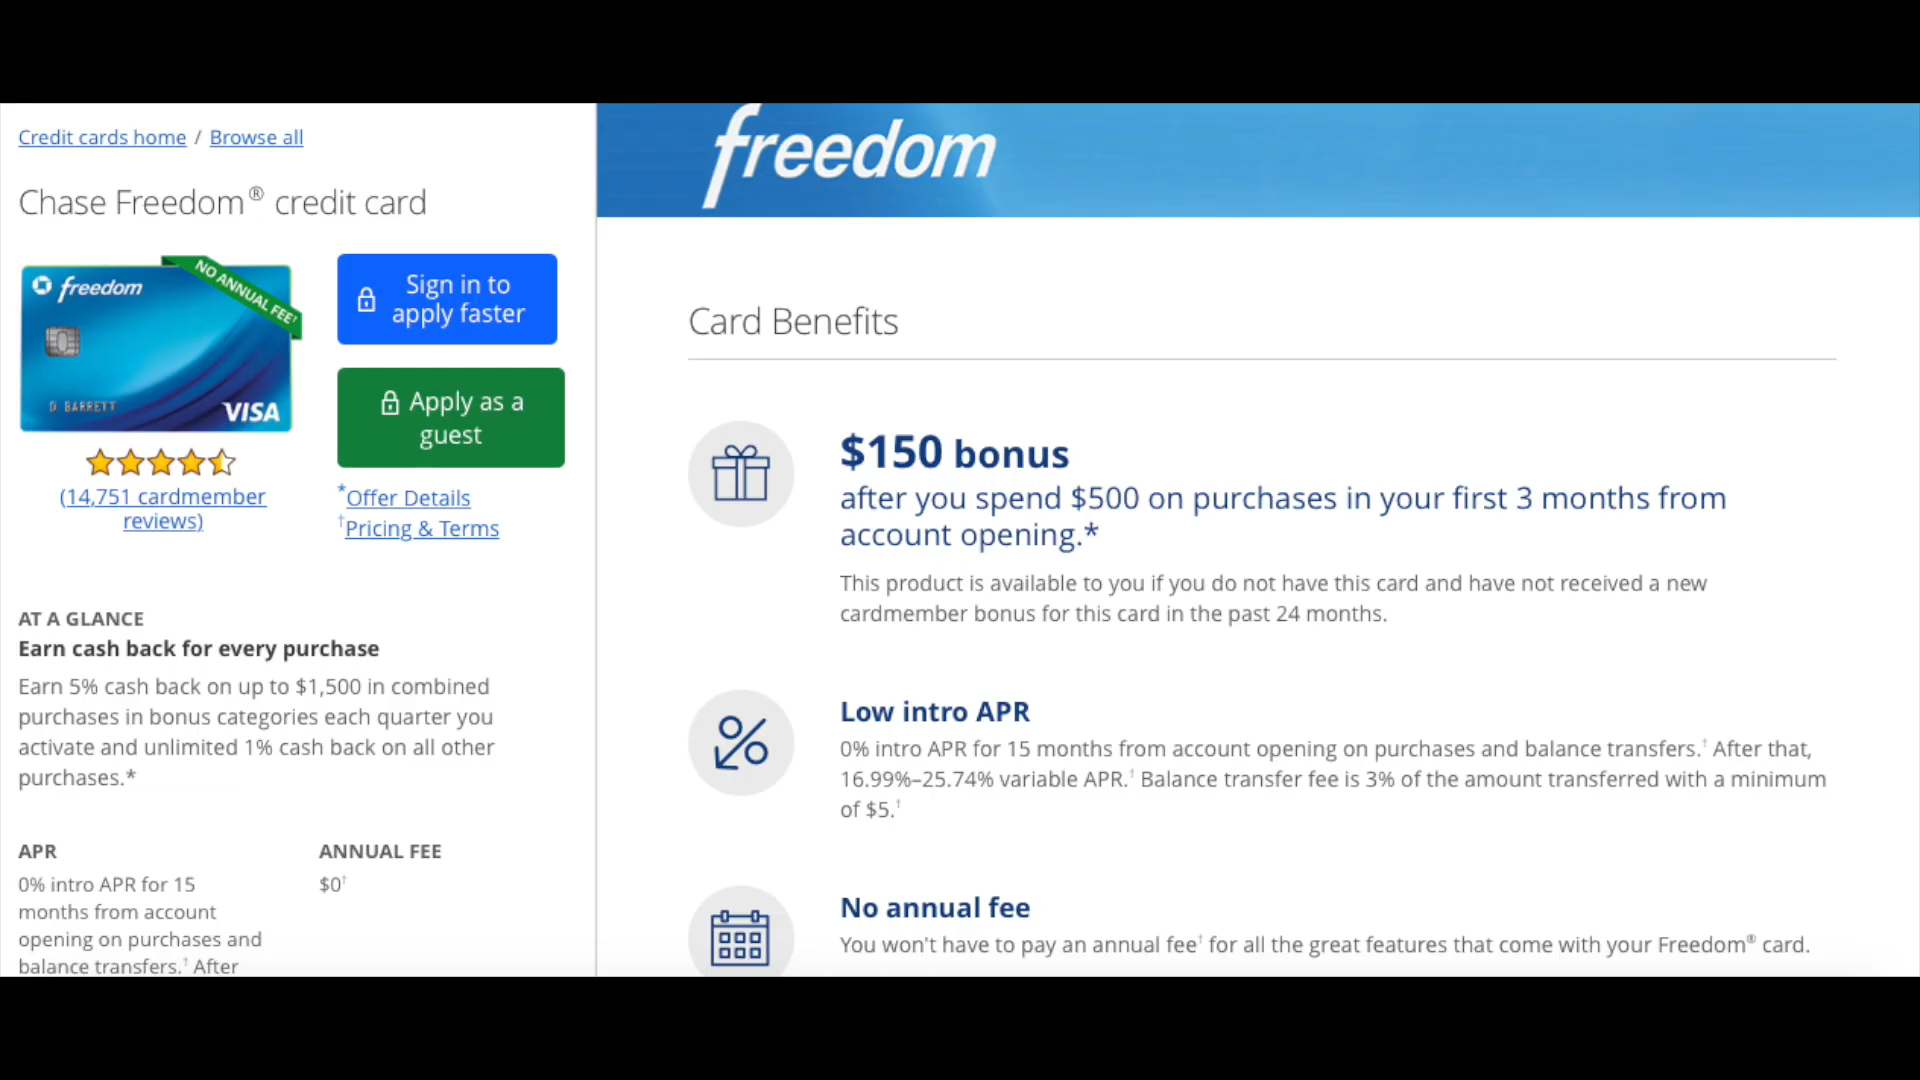 Credit cards home / Browse all
Chase Freedom® credit card
freedom
NO ANNUAL FEE†
D BARRETT
VISA
(14,751 cardmember
reviews)
Sign in to
apply faster
Apply as a
guest
*Offer Details
†Pricing & Terms
AT A GLANCE
Earn cash back for every purchase
Earn 5% cash back on up to $1,500 in combined
purchases in bonus categories each quarter you
activate and unlimited 1% cash back on all other
purchases.*
APR
0% intro APR for 15
months from account
opening on purchases and
balance transfers.† After
ANNUAL FEE
$0†
freedom
Card Benefits
$150 bonus
after you spend $500 on purchases in your first 3 months from
account opening.*
This product is available to you if you do not have this card and have not received a new
cardmember bonus for this card in the past 24 months.
Low intro APR
0% intro APR for 15 months from account opening on purchases and balance transfers.† After that,
16.99%–25.74% variable APR.† Balance transfer fee is 3% of the amount transferred with a minimum
of $5.†
No annual fee
You won't have to pay an annual fee† for all the great features that come with your Freedom® card.